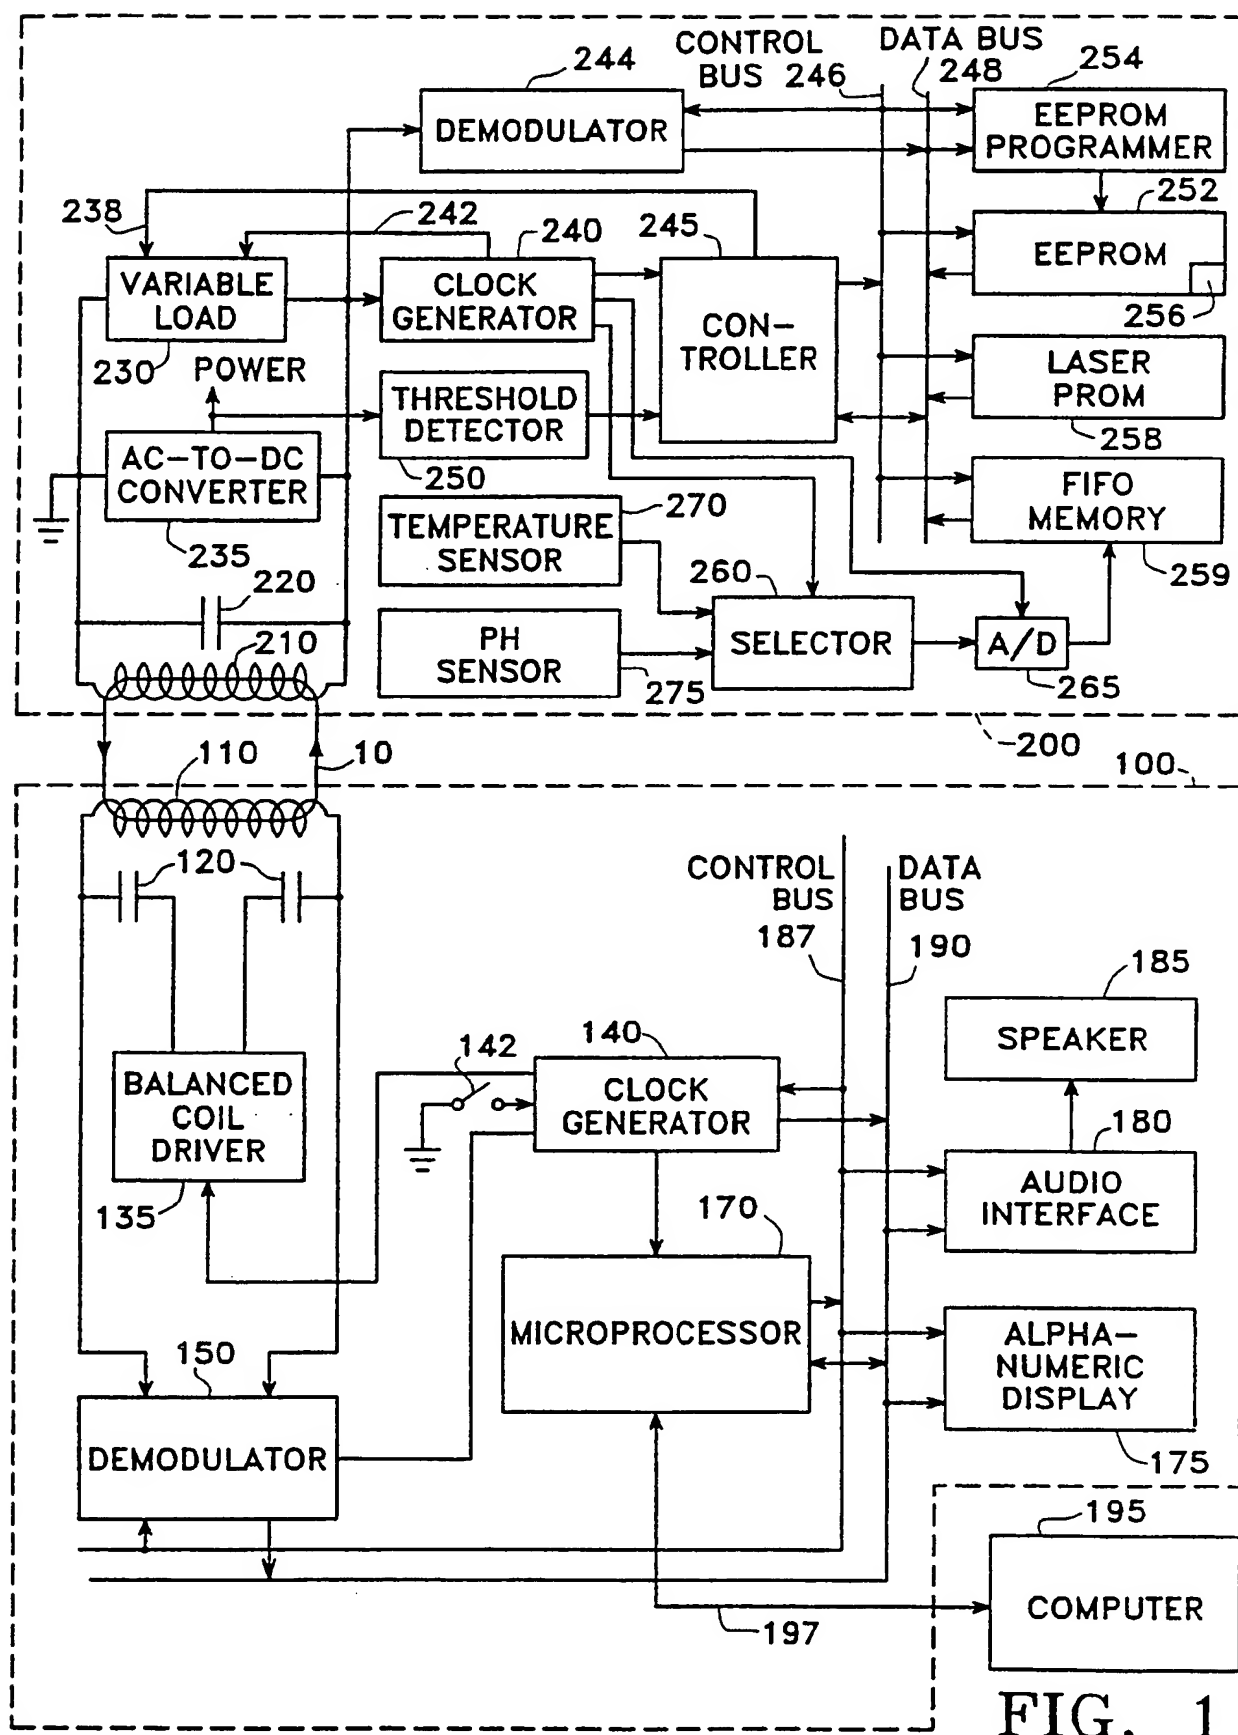 CONTROL
BUS 246
DATA BUS
248
244
254
DEMODULATOR
EEPROM
PROGRAMMER
238
242
240
245
252
VARIABLE
LOAD
CLOCK
GENERATOR
CON-
TROLLER
EEPROM
256
230
POWER
LASER
PROM
THRESHOLD
DETECTOR
258
AC-TO-DC
CONVERTER
250
FIFO
MEMORY
235
270
TEMPERATURE
SENSOR
259
220
260
PH
SENSOR
SELECTOR
A/D
210
275
265
200
110
10
100
120
CONTROL
BUS
187
DATA
BUS
190
185
SPEAKER
140
142
CLOCK
GENERATOR
BALANCED
COIL
DRIVER
180
AUDIO
INTERFACE
135
170
MICROPROCESSOR
ALPHA-
NUMERIC
DISPLAY
150
DEMODULATOR
175
195
COMPUTER
197
FIG. 1